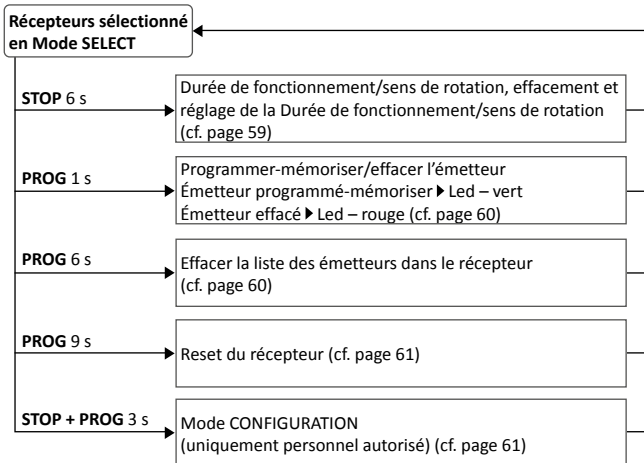 Récepteurs sélectionné
en Mode SELECT
STOP 6 s
Durée de fonctionnement/sens de rotation, effacement et
réglage de la Durée de fonctionnement/sens de rotation
(cf. page 59)
PROG 1 s
Programmer-mémoriser/effacer l’émetteur
Émetteur programmé-mémoriser ▶ Led – vert
Émetteur effacé ▶ Led – rouge (cf. page 60)
PROG 6 s
Effacer la liste des émetteurs dans le récepteur
(cf. page 60)
PROG 9 s
Reset du récepteur (cf. page 61)
STOP + PROG 3 s
Mode CONFIGURATION
(uniquement personnel autorisé) (cf. page 61)